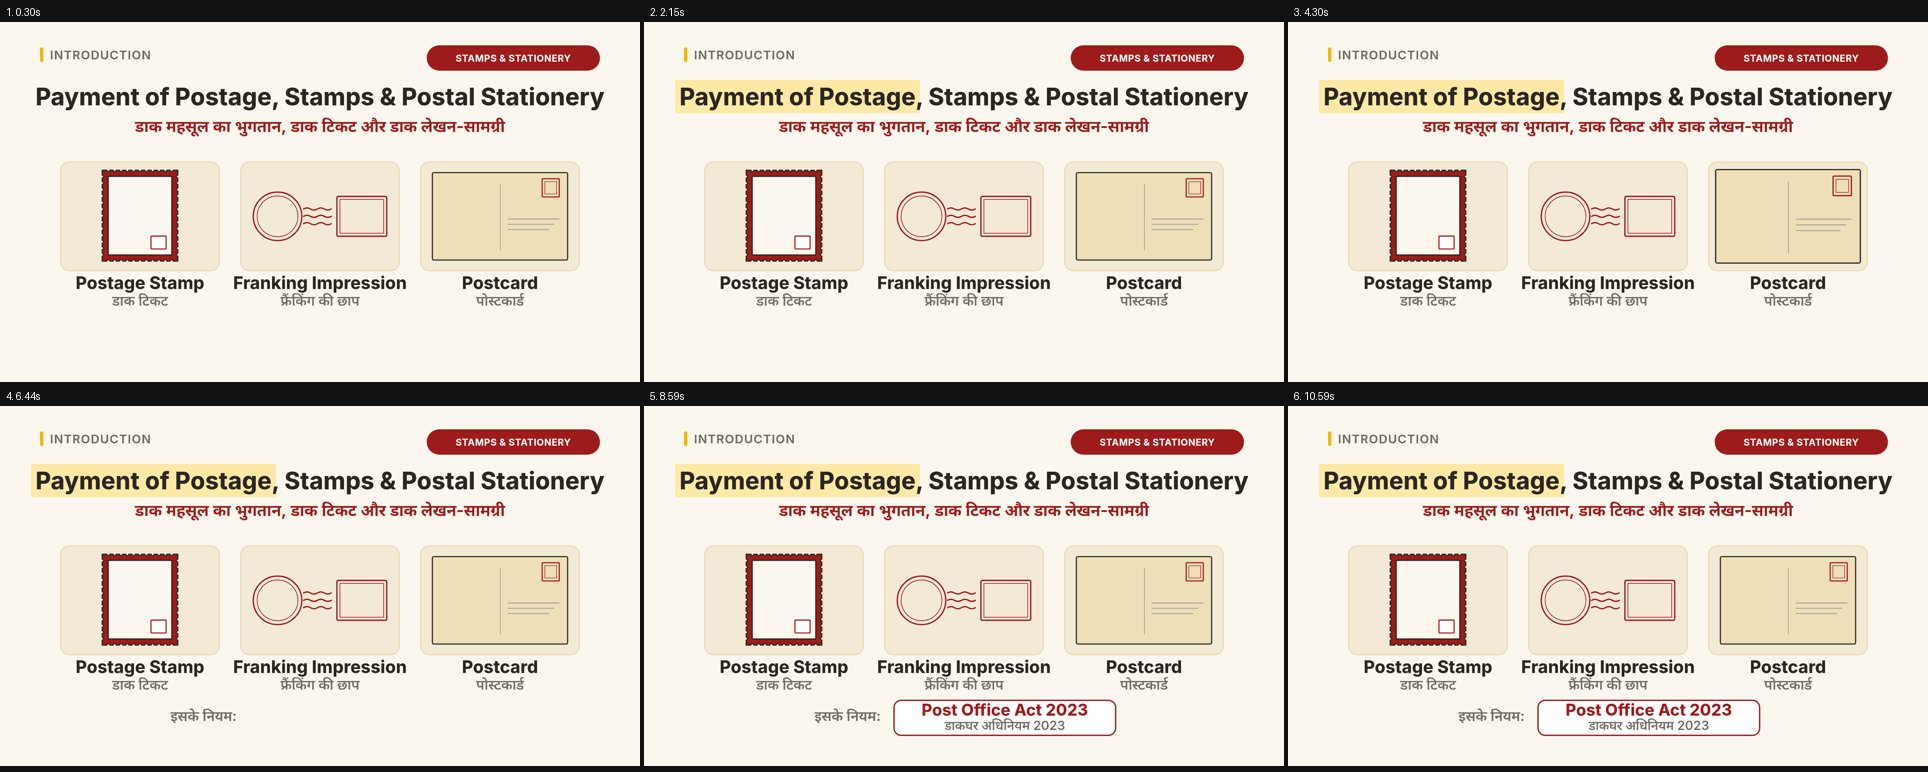 1. 0.30s
INTRODUCTION
STAMPS & STATIONERY
Payment of Postage, Stamps & Postal Stationery
डाक महसूल का भुगतान, डाक टिकट और डाक लेखन-सामग्री
Postage Stamp
डाक टिकट
Franking Impression
फ्रैंकिंग की छाप
Postcard
पोस्टकार्ड
2. 2.15s
INTRODUCTION
STAMPS & STATIONERY
Payment of Postage, Stamps & Postal Stationery
डाक महसूल का भुगतान, डाक टिकट और डाक लेखन-सामग्री
Postage Stamp
डाक टिकट
Franking Impression
फ्रैंकिंग की छाप
Postcard
पोस्टकार्ड
3. 4.30s
INTRODUCTION
STAMPS & STATIONERY
Payment of Postage, Stamps & Postal Stationery
डाक महसूल का भुगतान, डाक टिकट और डाक लेखन-सामग्री
Postage Stamp
डाक टिकट
Franking Impression
फ्रैंकिंग की छाप
Postcard
पोस्टकार्ड
4. 6.44s
INTRODUCTION
STAMPS & STATIONERY
Payment of Postage, Stamps & Postal Stationery
डाक महसूल का भुगतान, डाक टिकट और डाक लेखन-सामग्री
Postage Stamp
डाक टिकट
Franking Impression
फ्रैंकिंग की छाप
Postcard
पोस्टकार्ड
इसके नियम:
5. 8.59s
INTRODUCTION
STAMPS & STATIONERY
Payment of Postage, Stamps & Postal Stationery
डाक महसूल का भुगतान, डाक टिकट और डाक लेखन-सामग्री
Postage Stamp
डाक टिकट
Franking Impression
फ्रैंकिंग की छाप
Postcard
पोस्टकार्ड
इसके नियम:
Post Office Act 2023
डाकघर अधिनियम 2023
6. 10.59s
INTRODUCTION
STAMPS & STATIONERY
Payment of Postage, Stamps & Postal Stationery
डाक महसूल का भुगतान, डाक टिकट और डाक लेखन-सामग्री
Postage Stamp
डाक टिकट
Franking Impression
फ्रैंकिंग की छाप
Postcard
पोस्टकार्ड
इसके नियम:
Post Office Act 2023
डाकघर अधिनियम 2023